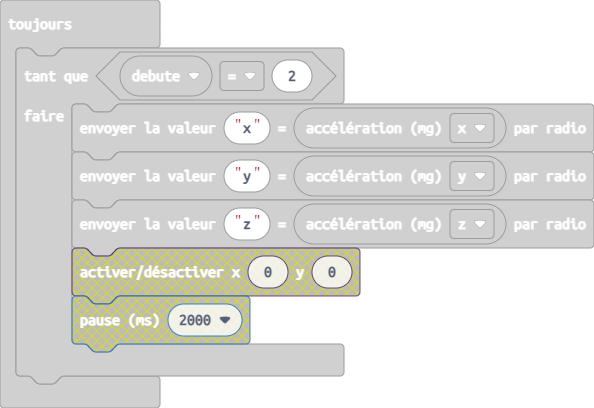 toujours
tant que debute = 2
faire
envoyer la valeur "x" = accélération (mg) x par radio
envoyer la valeur "y" = accélération (mg) y par radio
envoyer la valeur "z" = accélération (mg) z par radio
activer/désactiver x 0 y 0
pause (ms) 2000